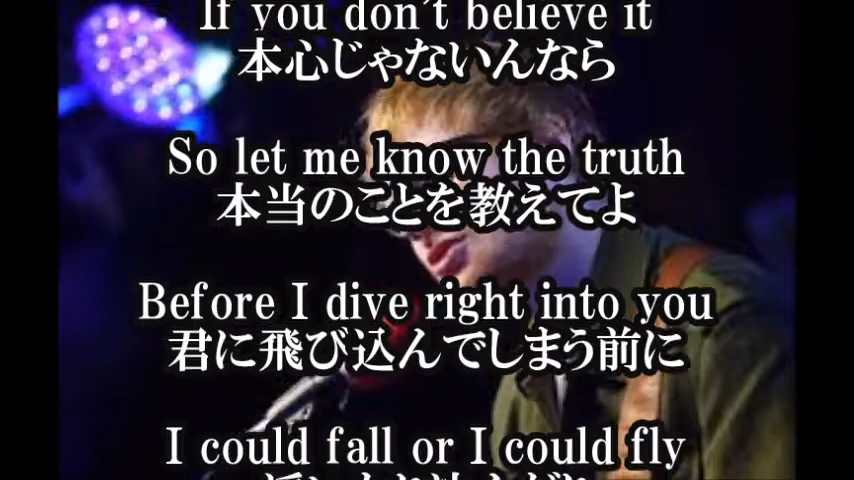 If you don't believe it
本心じゃないんなら
So let me know the truth
本当のことを教えてよ
Before I dive right into you
君に飛び込んでしまう前に
I could fall or I could fly